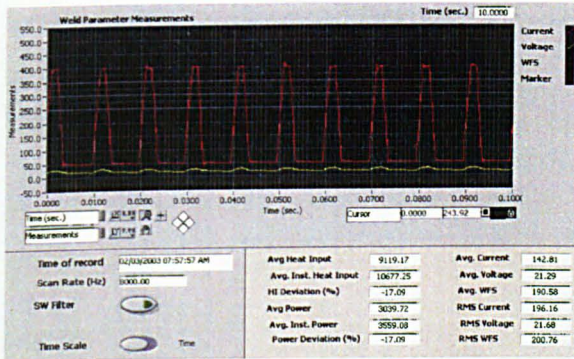 Weld Parameter Measurements
Time (sec.) 10.0000
Current
Voltage
WFS
Marker
Measurements
550.0
500.0
450.0
400.0
350.0
300.0
250.0
200.0
150.0
100.0
50.0
0.0
-50.0
0.0000 0.0100 0.0200 0.0300 0.0400 0.0500 0.0600 0.0700 0.0800 0.0900 0.1000
Time (sec.)
Time (sec.)
Measurements
Cursor 0.0000 243.92
Time of record 02/03/2003 07:57:57 AM
Scan Rate (Hz) 8000.00
SW Filter
Time Scale Time
Avg Heat Input 9119.17
Avg. Inst. Heat Input 10677.25
HI Deviation (%) -17.09
Avg Power 3039.72
Avg. Inst. Power 3559.08
Power Deviation (%) -17.09
Avg. Current 142.81
Avg. Voltage 21.29
Avg. WFS 190.58
RMS Current 196.16
RMS Voltage 21.68
RMS WFS 200.76